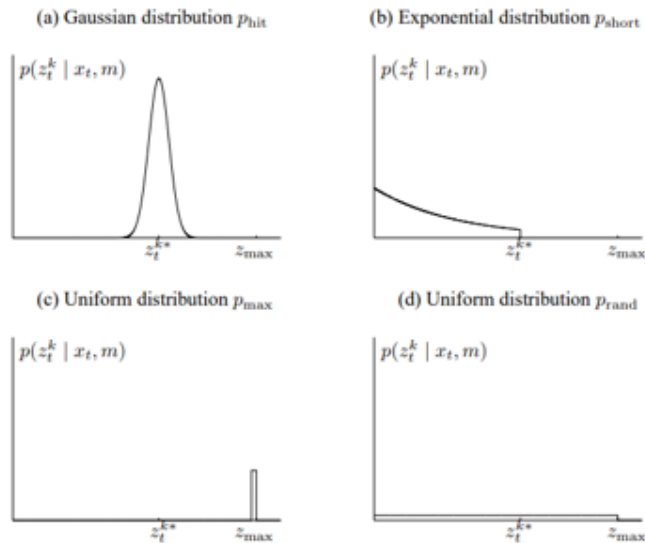 (a) Gaussian distribution p_hit
(b) Exponential distribution p_short
p(z_t^k | x_t, m)
p(z_t^k | x_t, m)
z_t^{k*} z_max
z_t^{k*} z_max
(c) Uniform distribution p_max
(d) Uniform distribution p_rand
p(z_t^k | x_t, m)
p(z_t^k | x_t, m)
z_t^{k*} z_max
z_t^{k*} z_max